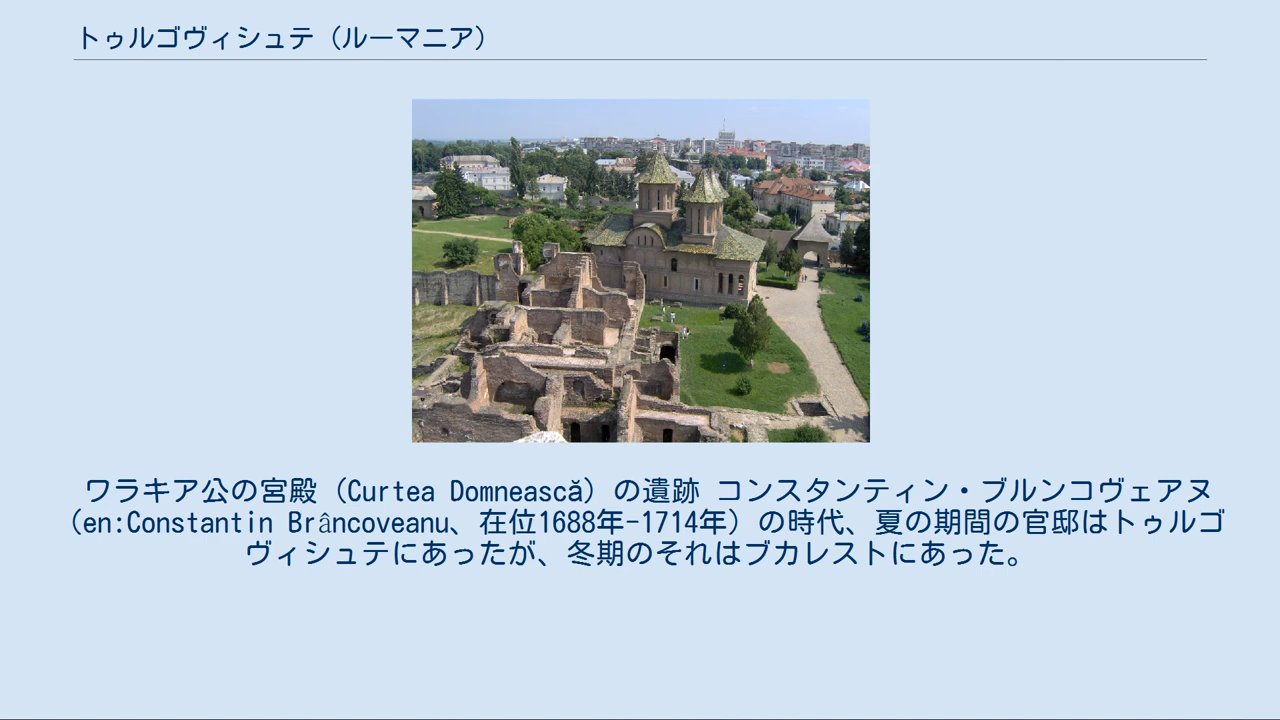 トゥルゴヴィシュテ（ルーマニア）
ワラキア公の宮殿（Curtea Domnească）の遺跡 コンスタンティン・ブルンコヴェアヌ
（en:Constantin Brâncoveanu、在位1688年-1714年）の時代、夏の期間の官邸はトゥルゴ
ヴィシュテにあったが、冬期のそれはブカレストにあった。